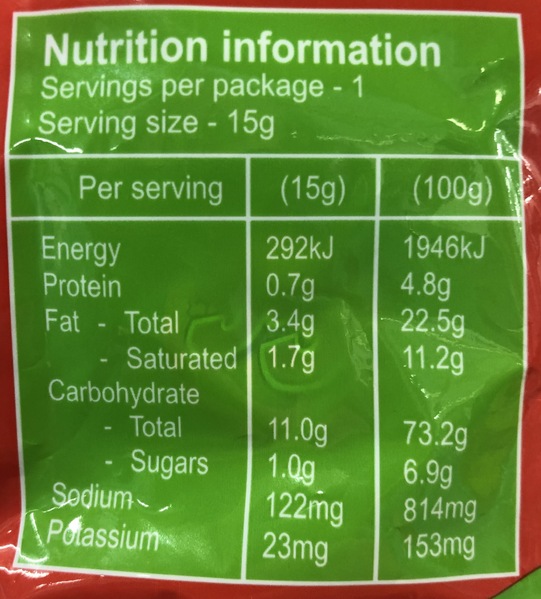 Nutrition information
Servings per package - 1
Serving size - 15g
Per serving (15g) (100g)
Energy 292kJ 1946kJ
Protein 0.7g 4.8g
Fat - Total 3.4g 22.5g
- Saturated 1.7g 11.2g
Carbohydrate
- Total 11.0g 73.2g
- Sugars 1.0g 6.9g
Sodium 122mg 814mg
Potassium 23mg 153mg